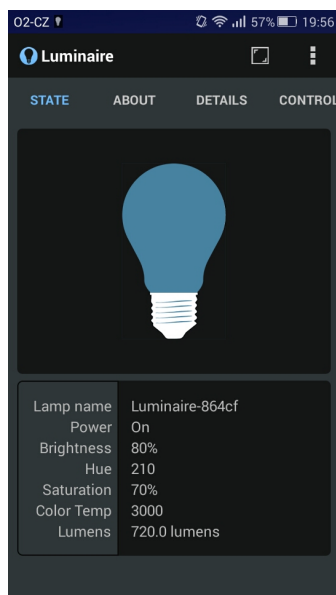 O2-CZ 57% 19:56
Luminaire
STATE ABOUT DETAILS CONTROL
Lamp name Luminaire-864cf
Power On
Brightness 80%
Hue 210
Saturation 70%
Color Temp 3000
Lumens 720.0 lumens